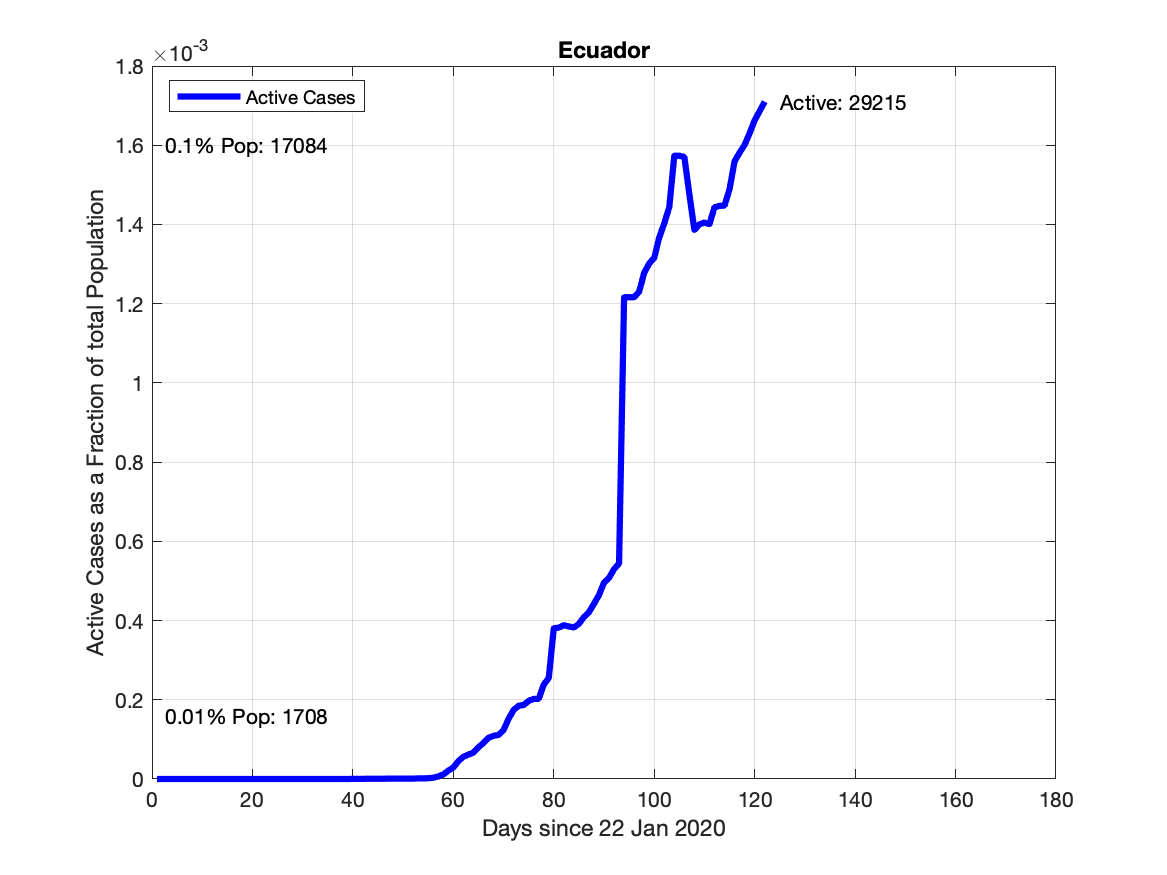 Ecuador
×10-3
1.8
1.6
1.4
1.2
1
0.8
0.6
0.4
0.2
0
Active Cases as a Fraction of total Population
Active Cases
Active: 29215
0.1% Pop: 17084
0.01% Pop: 1708
0 20 40 60 80 100 120 140 160 180
Days since 22 Jan 2020